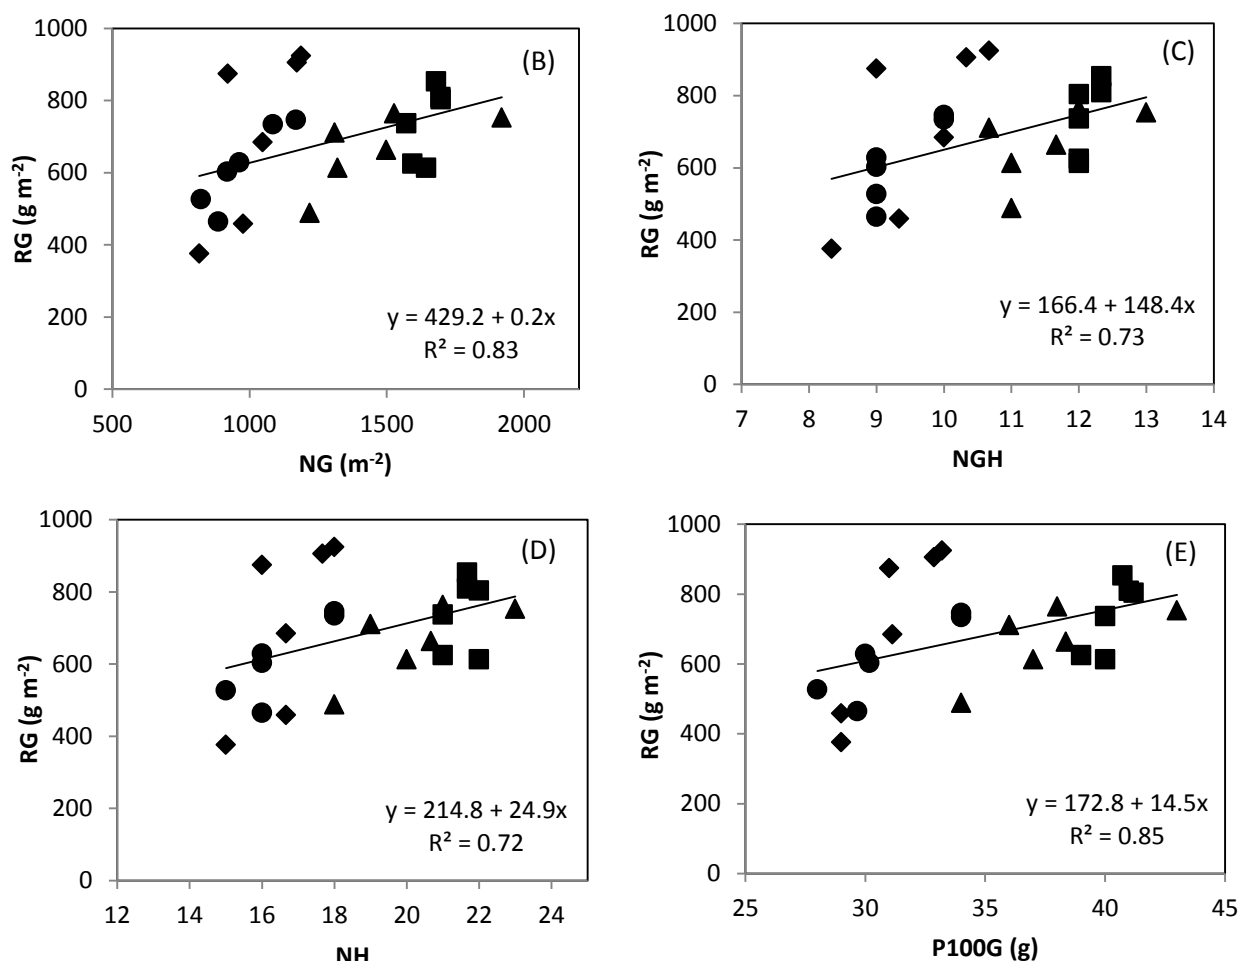 (B)
1000
800
600
400
200
0
RG (g m⁻²)
y = 429.2 + 0.2x
R² = 0.83
500 1000 1500 2000
NG (m⁻²)
(C)
1000
800
600
400
200
0
RG (g m⁻²)
y = 166.4 + 148.4x
R² = 0.73
7 8 9 10 11 12 13 14
NGH
(D)
1000
800
600
400
200
0
RG (g m⁻²)
y = 214.8 + 24.9x
R² = 0.72
12 14 16 18 20 22 24
NH
(E)
1000
800
600
400
200
0
RG (g m⁻²)
y = 172.8 + 14.5x
R² = 0.85
25 30 35 40 45
P100G (g)